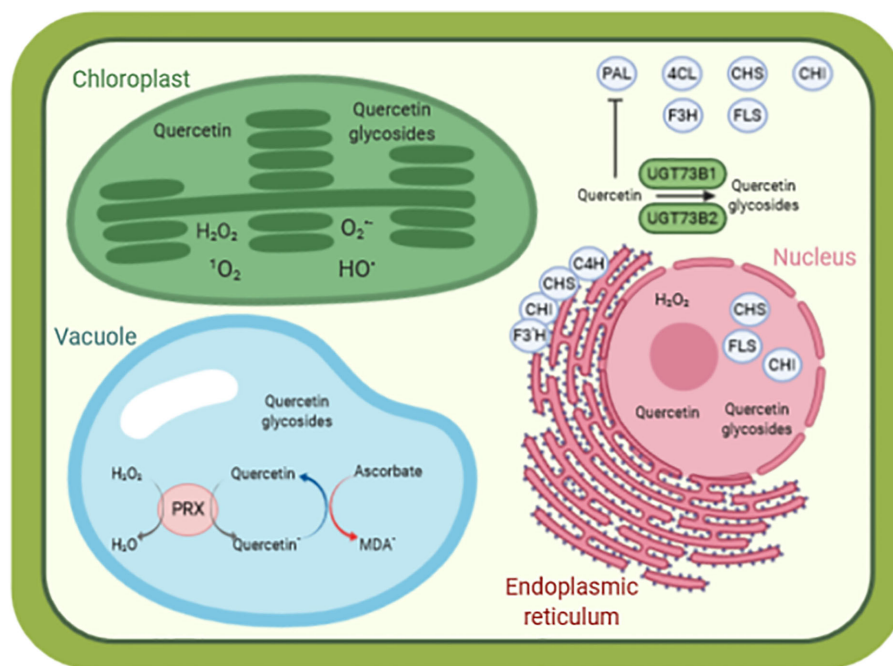 Chloroplast
Quercetin
Quercetin
glycosides
H₂O₂
O₂•−
¹O₂
HO•
PAL
4CL
CHS
CHI
F3H
FLS
UGT73B1
Quercetin
Quercetin
glycosides
UGT73B2
Nucleus
C4H
CHS
CHI
F3'H
H₂O₂
CHS
FLS
CHI
Quercetin
Quercetin
glycosides
Vacuole
Quercetin
glycosides
H₂O₂
Quercetin
Ascorbate
PRX
H₂O
Quercetin•
MDA•
Endoplasmic
reticulum